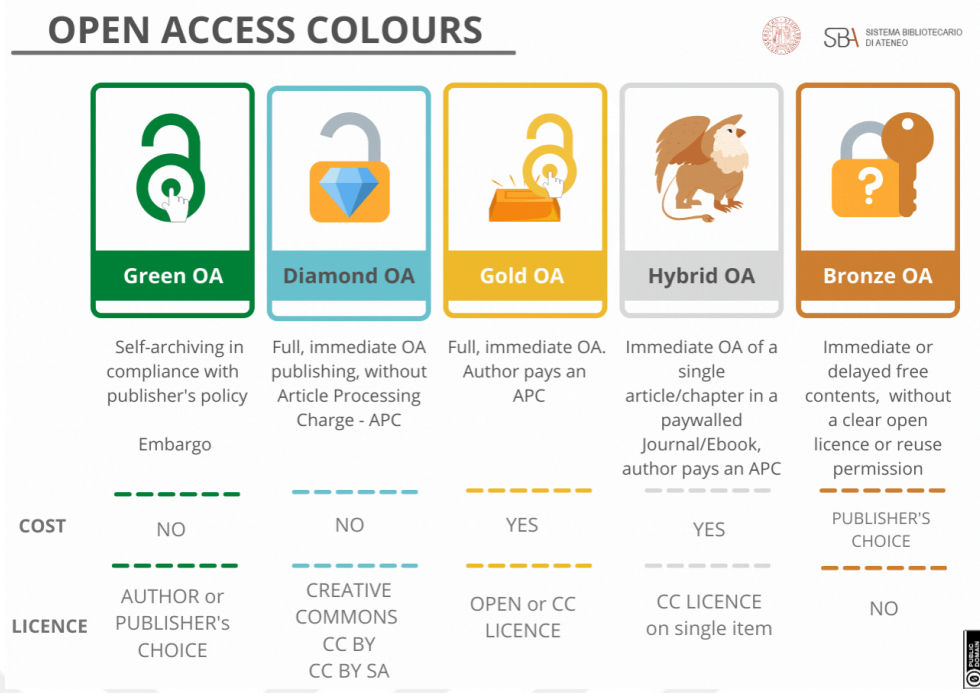 OPEN ACCESS COLOURS
SBA
SISTEMA BIBLIOTECARIO
DI ATENEO
Green OA
Self-archiving in
compliance with
publisher's policy
Embargo
Diamond OA
Full, immediate OA
publishing, without
Article Processing
Charge - APC
Gold OA
Full, immediate OA.
Author pays an
APC
Hybrid OA
Immediate OA of a
single
article/chapter in a
paywalled
Journal/Ebook,
author pays an APC
Bronze OA
Immediate or
delayed free
contents, without
a clear open
licence or reuse
permission
?
COST
NO
NO
YES
YES
PUBLISHER'S
CHOICE
LICENCE
AUTHOR or
PUBLISHER's
CHOICE
CREATIVE
COMMONS
CC BY
CC BY SA
OPEN or CC
LICENCE
CC LICENCE
on single item
NO
PUBLIC
DOMAIN